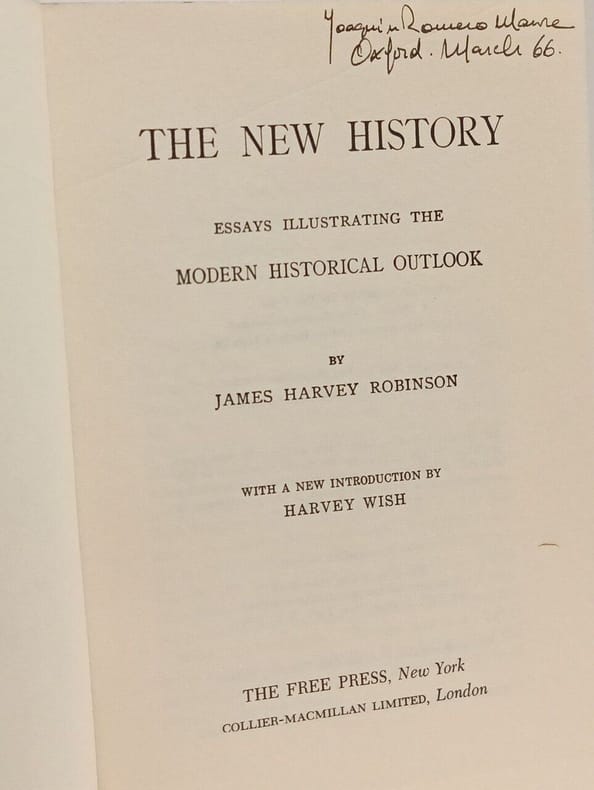 Joaquin Romero Maura
Oxford. March 66.
THE NEW HISTORY
ESSAYS ILLUSTRATING THE
MODERN HISTORICAL OUTLOOK
BY
JAMES HARVEY ROBINSON
WITH A NEW INTRODUCTION BY
HARVEY WISH
THE FREE PRESS, New York
COLLIER-MACMILLAN LIMITED, London